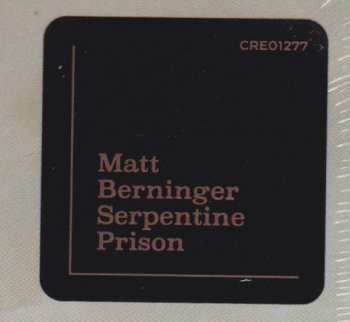 CRE01277
Matt
Berninger
Serpentine
Prison